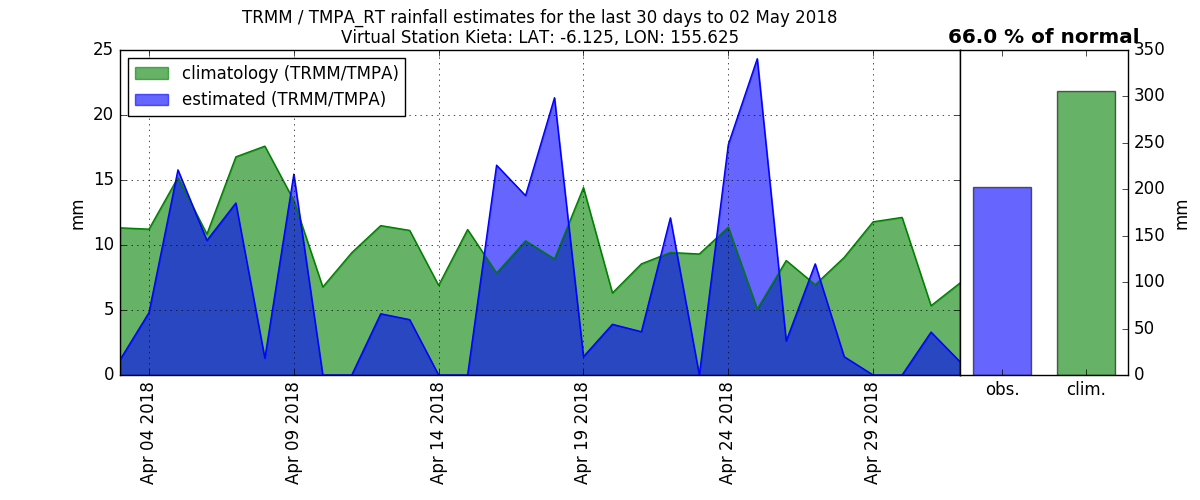 TRMM / TMPA_RT rainfall estimates for the last 30 days to 02 May 2018
Virtual Station Kieta: LAT: -6.125, LON: 155.625
66.0 % of normal
climatology (TRMM/TMPA)
estimated (TRMM/TMPA)
25
20
15
10
5
0
mm
Apr 04 2018
Apr 09 2018
Apr 14 2018
Apr 19 2018
Apr 24 2018
Apr 29 2018
obs.
clim.
350
300
250
200
150
100
50
0
mm